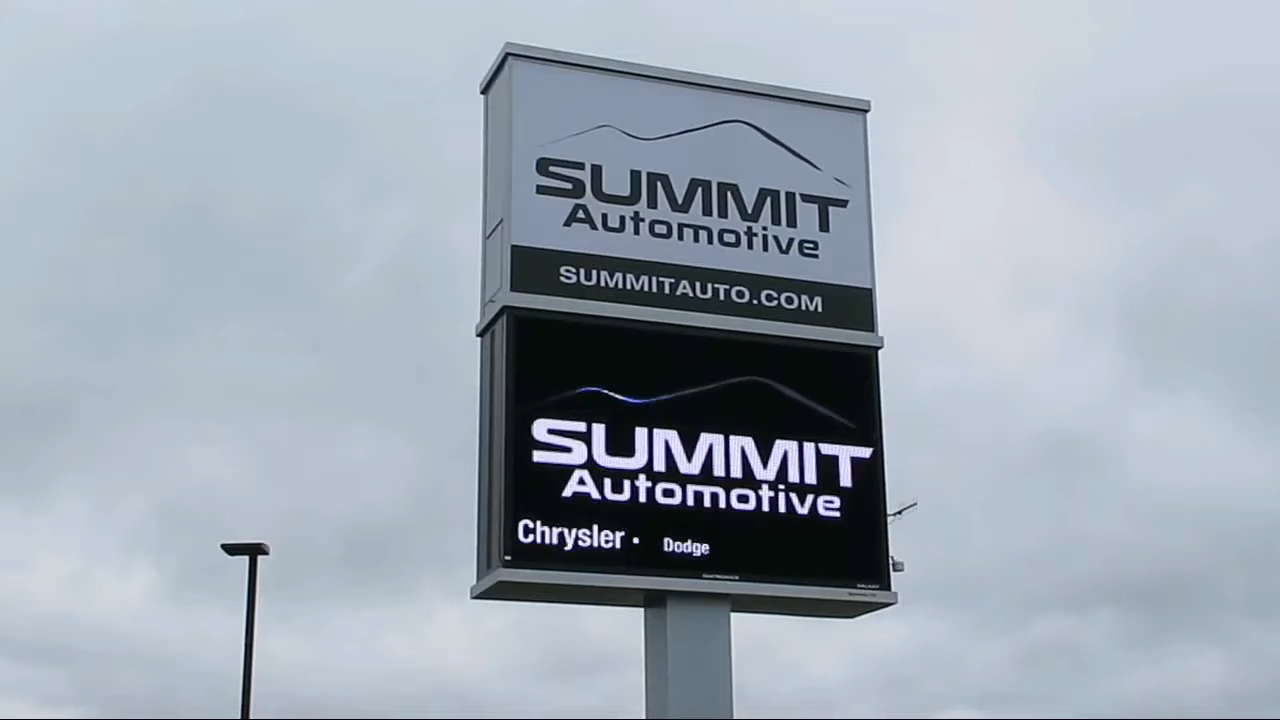 SUMMIT
Automotive
SUMMITAUTO.COM
SUMMIT
Automotive
Chrysler · Dodge